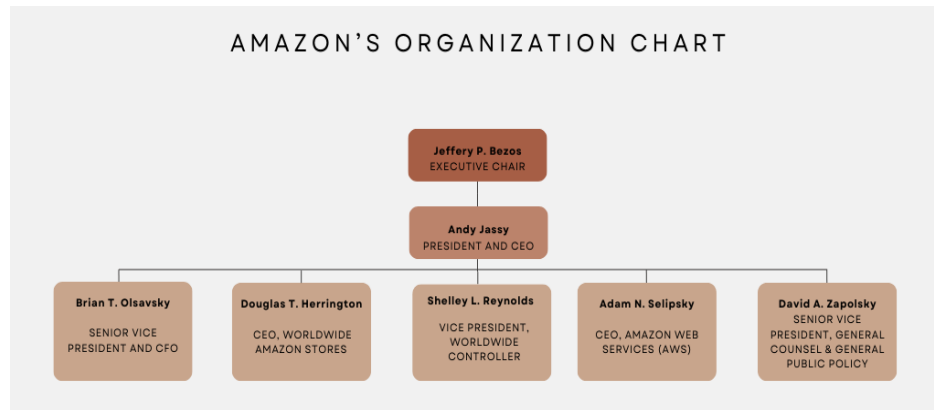 AMAZON'S ORGANIZATION CHART
Jeffery P. Bezos
EXECUTIVE CHAIR
Andy Jassy
PRESIDENT AND CEO
Brian T. Olsavsky
SENIOR VICE
PRESIDENT AND CFO
Douglas T. Herrington
CEO, WORLDWIDE
AMAZON STORES
Shelley L. Reynolds
VICE PRESIDENT,
WORLDWIDE
CONTROLLER
Adam N. Selipsky
CEO, AMAZON WEB
SERVICES (AWS)
David A. Zapolsky
SENIOR VICE
PRESIDENT, GENERAL
COUNSEL & GENERAL
PUBLIC POLICY